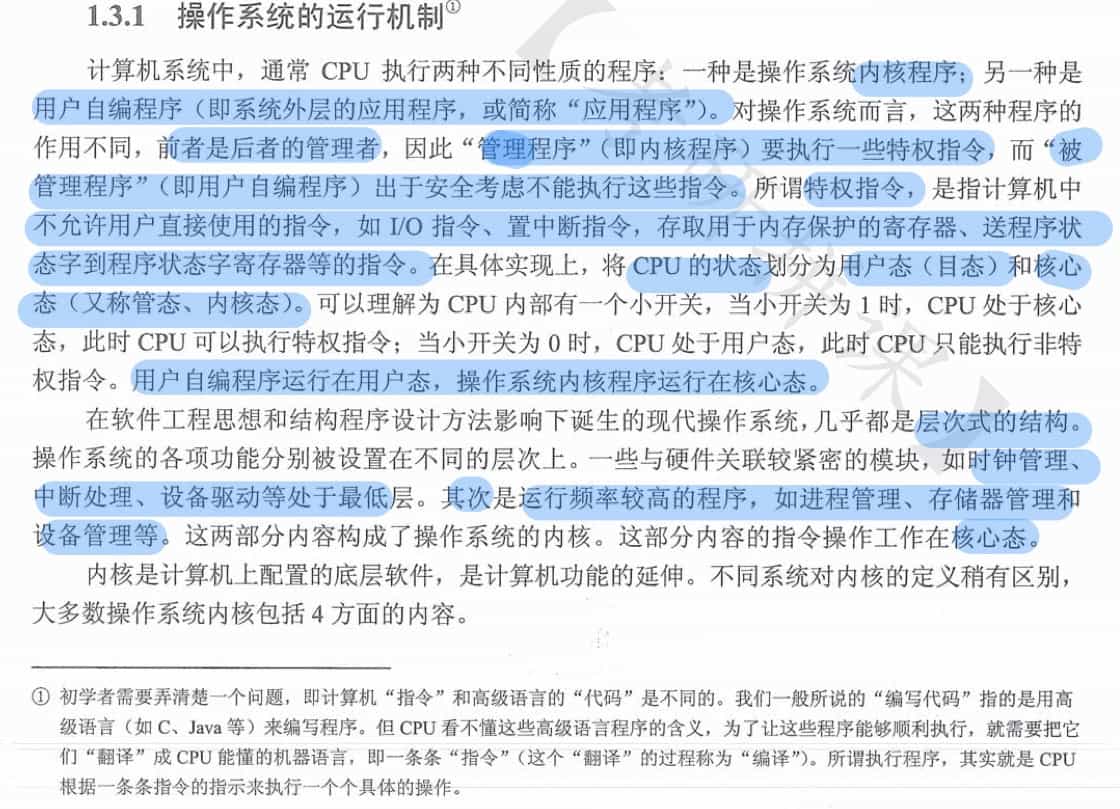 1.3.1 操作系统的运行机制①
计算机系统中，通常 CPU 执行两种不同性质的程序：一种是操作系统内核程序；另一种是
用户自编程序（即系统外层的应用程序，或简称“应用程序”）。对操作系统而言，这两种程序的
作用不同，前者是后者的管理者，因此“管理程序”（即内核程序）要执行一些特权指令，而“被
管理程序”（即用户自编程序）出于安全考虑不能执行这些指令。所谓特权指令，是指计算机中
不允许用户直接使用的指令，如 I/O 指令、置中断指令，存取用于内存保护的寄存器、送程序状
态字到程序状态字寄存器等的指令。在具体实现上，将 CPU 的状态划分为用户态（目态）和核心
态（又称管态、内核态）。可以理解为 CPU 内部有一个小开关，当小开关为 1 时，CPU 处于核心
态，此时 CPU 可以执行特权指令；当小开关为 0 时，CPU 处于用户态，此时 CPU 只能执行非特
权指令。用户自编程序运行在用户态，操作系统内核程序运行在核心态。
在软件工程思想和结构程序设计方法影响下诞生的现代操作系统，几乎都是层次式的结构。
操作系统的各项功能分别被设置在不同的层次上。一些与硬件关联较紧密的模块，如时钟管理、
中断处理、设备驱动等处于最低层。其次是运行频率较高的程序，如进程管理、存储器管理和
设备管理等。这两部分内容构成了操作系统的内核。这部分内容的指令操作工作在核心态。
内核是计算机上配置的底层软件，是计算机功能的延伸。不同系统对内核的定义稍有区别，
大多数操作系统内核包括 4 方面的内容。
① 初学者需要弄清楚一个问题，即计算机“指令”和高级语言的“代码”是不同的。我们一般所说的“编写代码”指的是用高
级语言（如 C、Java 等）来编写程序。但 CPU 看不懂这些高级语言程序的含义，为了让这些程序能够顺利执行，就需要把它
们“翻译”成 CPU 能懂的机器语言，即一条条“指令”（这个“翻译”的过程称为“编译”）。所谓执行程序，其实就是 CPU
根据一条条指令的指示来执行一个个具体的操作。